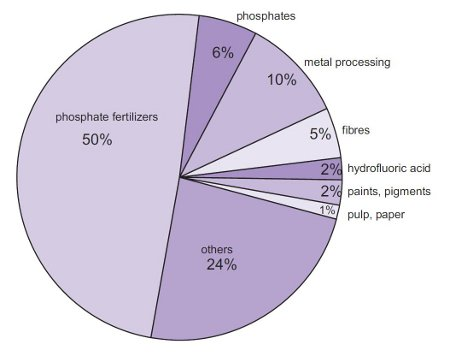 phosphates
6%
metal processing
10%
fibres
5%
hydrofluoric acid
2%
paints, pigments
2%
pulp, paper
1%
others
24%
phosphate fertilizers
50%